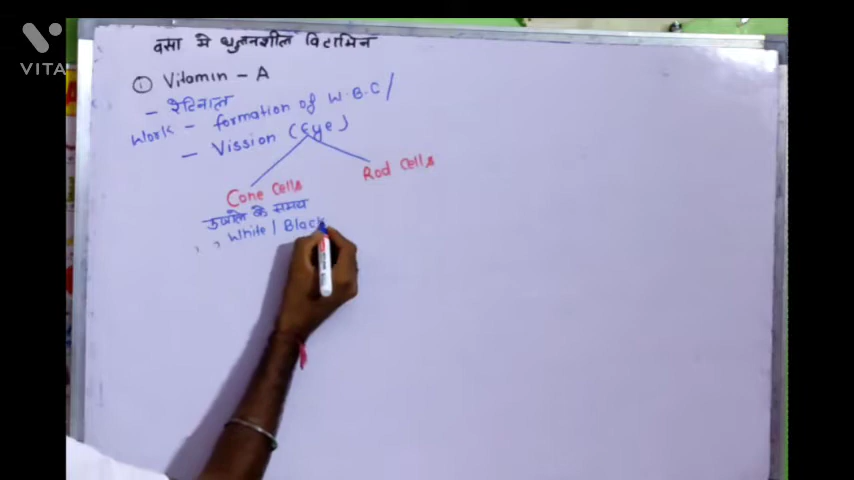 VITA
वसा मे घुलनशील विटामिन
① Vitamin - A
- रेटिनाल
Work - formation of W.B.C/
- Vission (Eye)
Cone Cells
Rod Cells
उजाले के समय
" White / Black